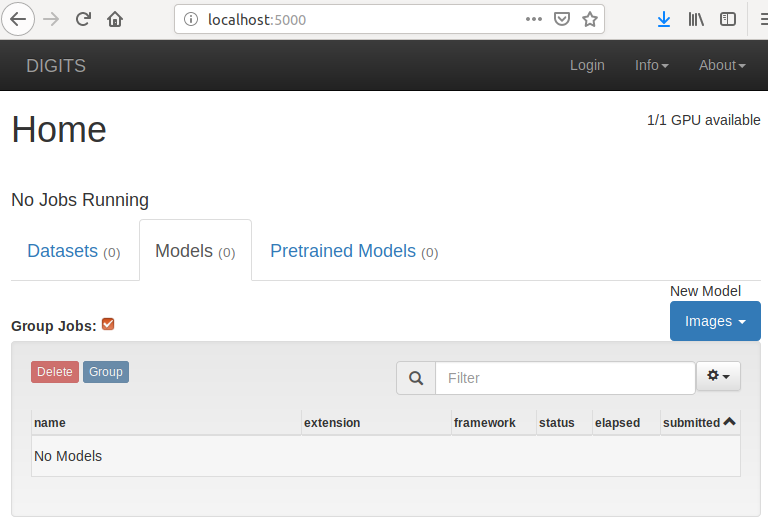 localhost:5000
DIGITS Login Info About
Home
1/1 GPU available
No Jobs Running
Datasets (0) Models (0) Pretrained Models (0)
New Model
Group Jobs: Images
Delete Group Filter
name extension framework status elapsed submitted
No Models